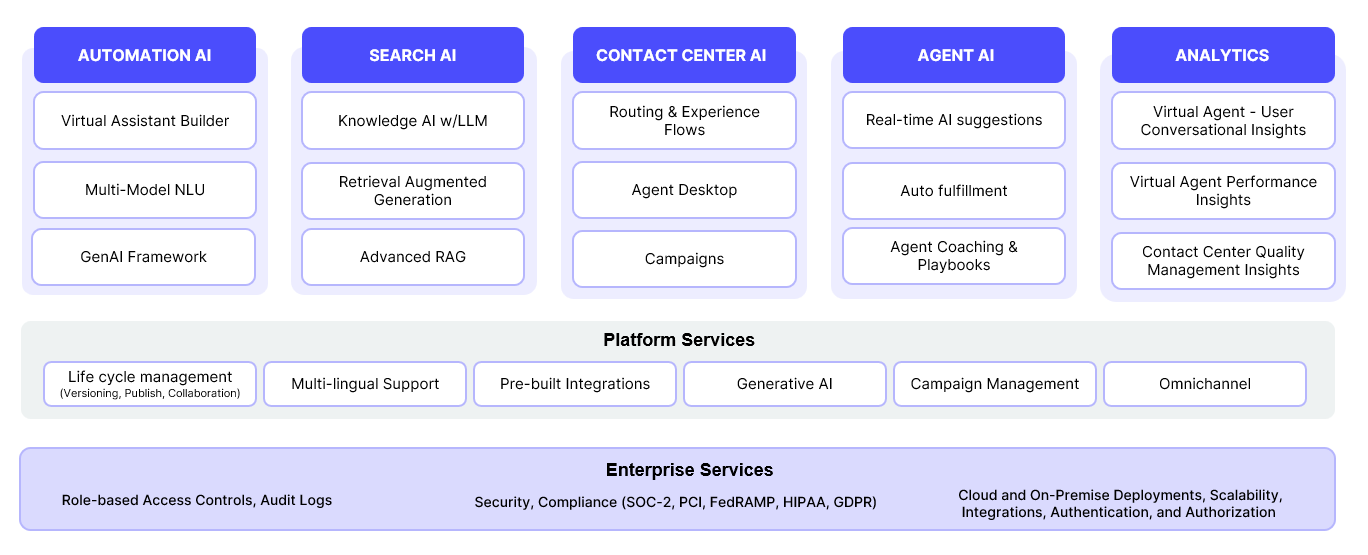 AUTOMATION AI
Virtual Assistant Builder
Multi-Model NLU
GenAI Framework
SEARCH AI
Knowledge AI w/LLM
Retrieval Augmented
Generation
Advanced RAG
CONTACT CENTER AI
Routing & Experience
Flows
Agent Desktop
Campaigns
AGENT AI
Real-time AI suggestions
Auto fulfillment
Agent Coaching &
Playbooks
ANALYTICS
Virtual Agent - User
Conversational Insights
Virtual Agent Performance
Insights
Contact Center Quality
Management Insights
Platform Services
Life cycle management
(Versioning, Publish, Collaboration)
Multi-lingual Support
Pre-built Integrations
Generative AI
Campaign Management
Omnichannel
Enterprise Services
Role-based Access Controls, Audit Logs
Security, Compliance (SOC-2, PCI, FedRAMP, HIPAA, GDPR)
Cloud and On-Premise Deployments, Scalability,
Integrations, Authentication, and Authorization